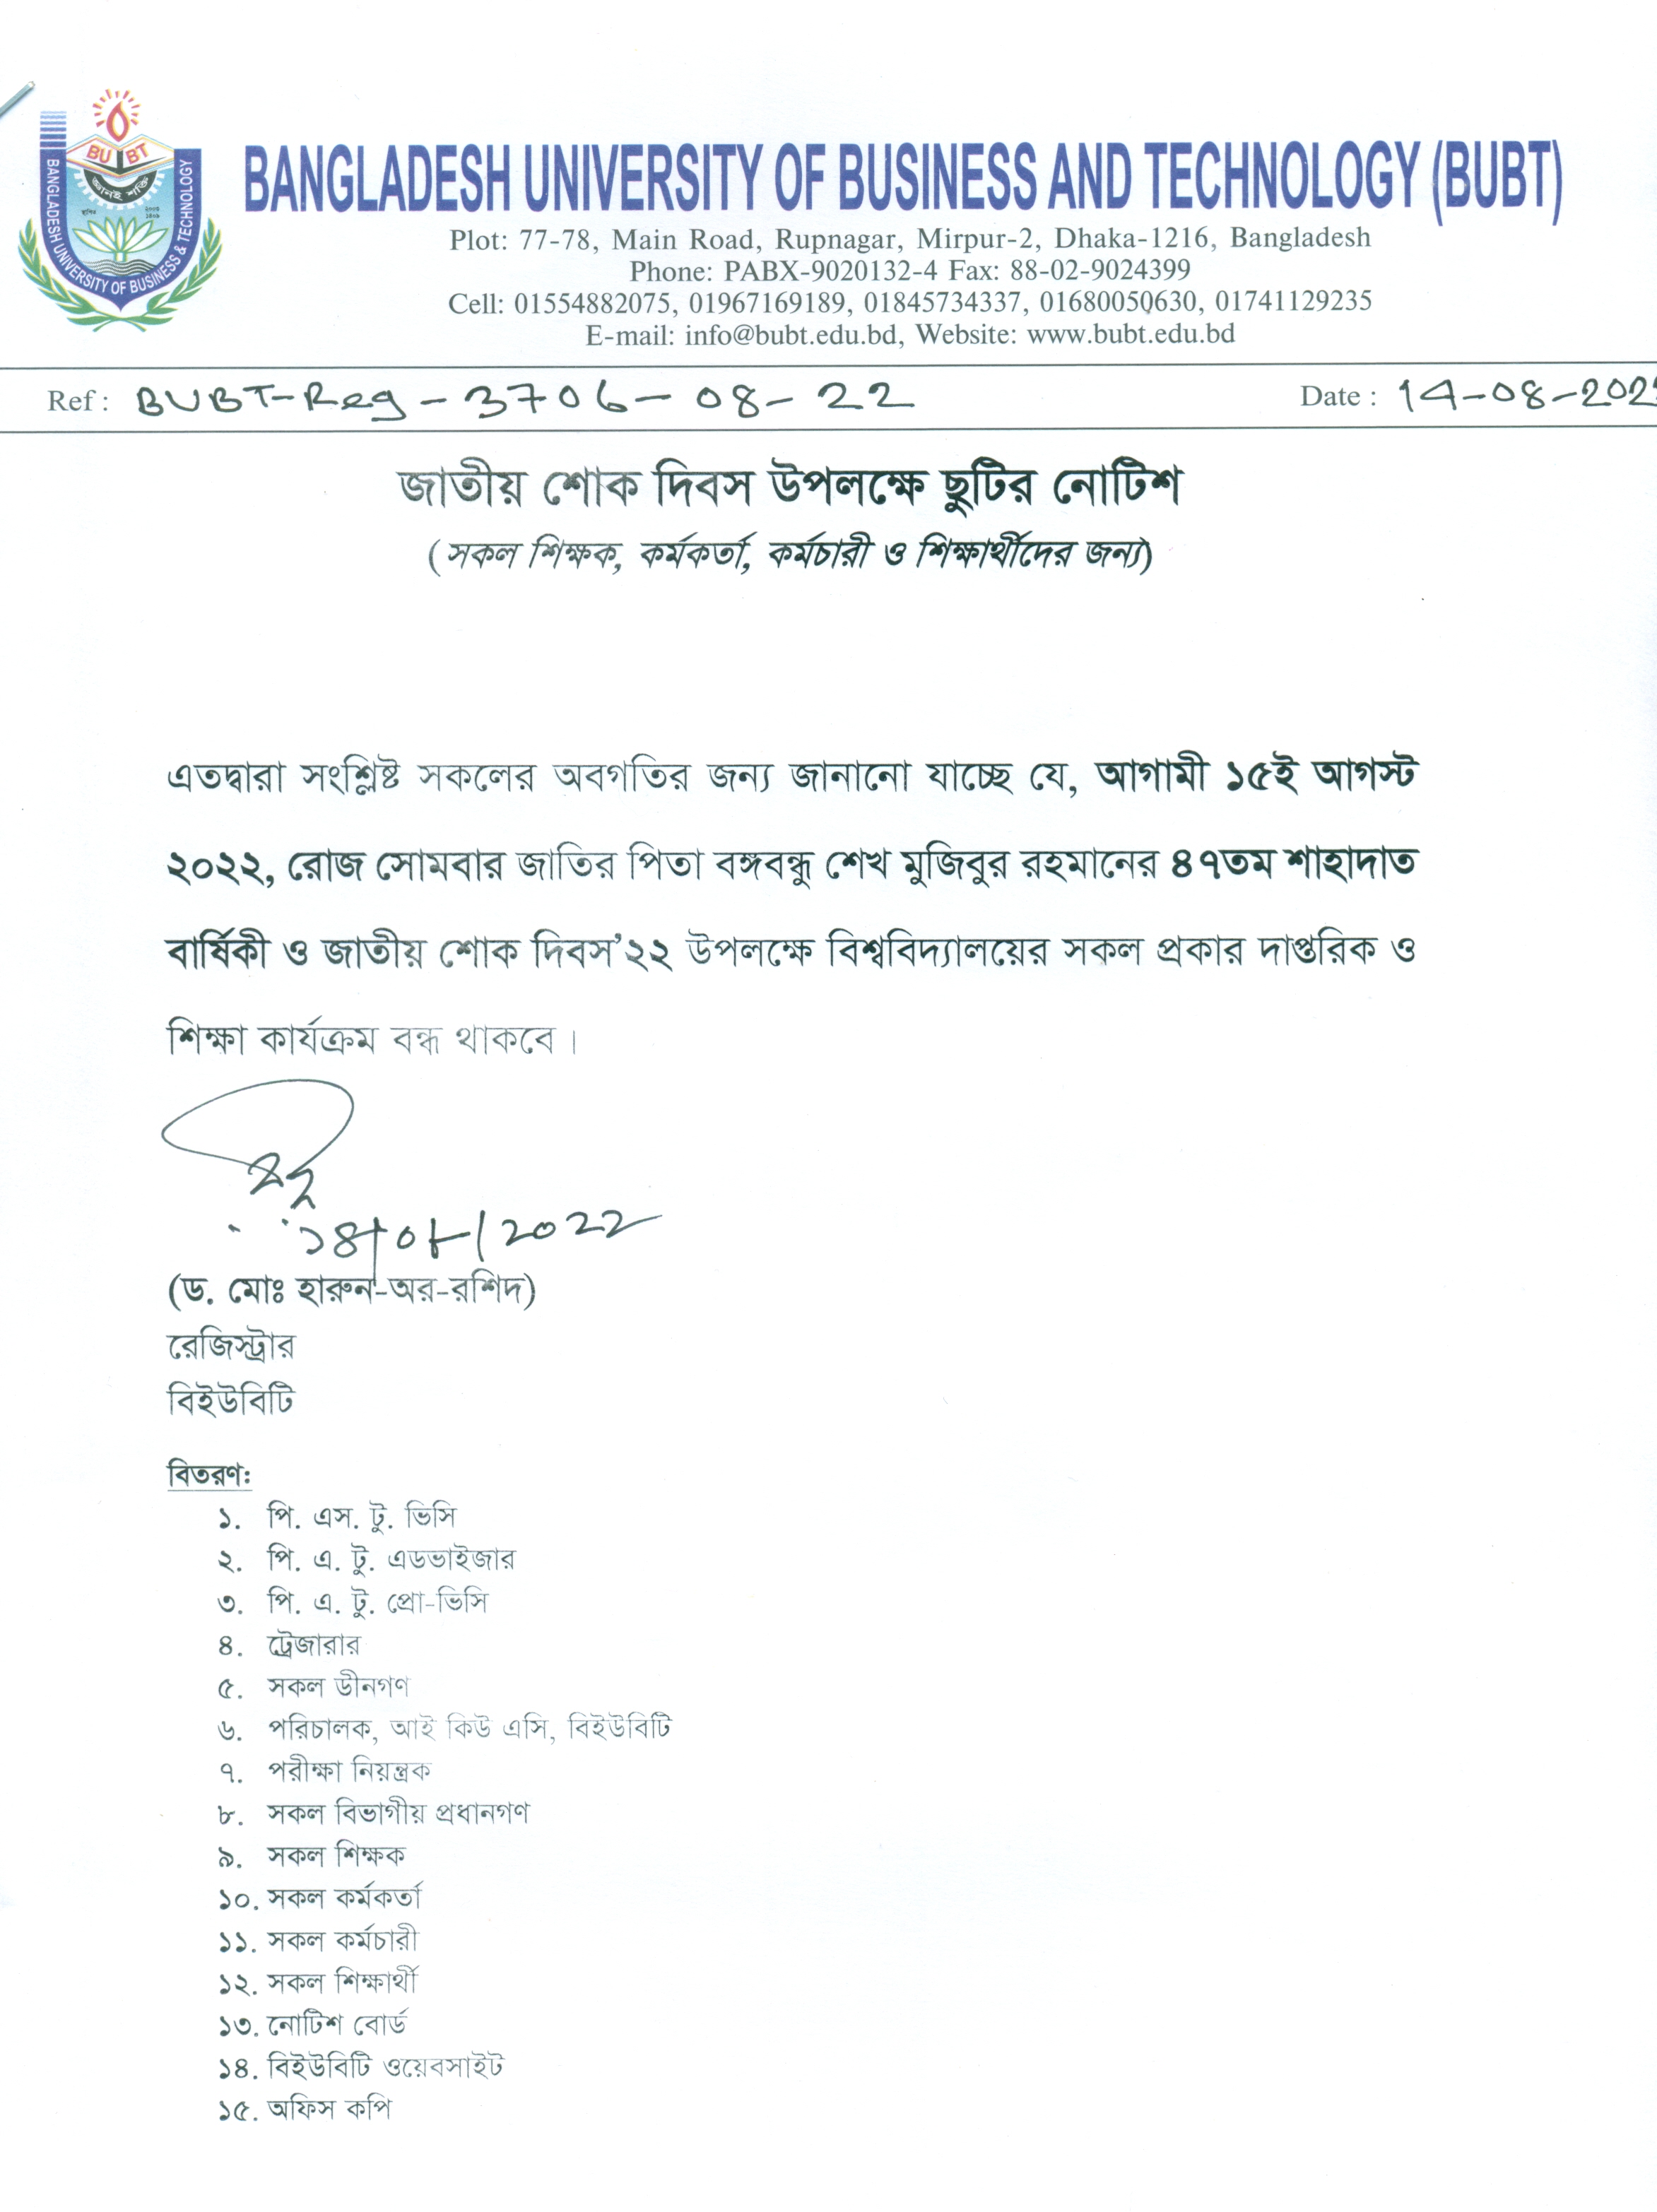 BU BT
জ্ঞানই শক্তি
স্থাপিত ২০০৩
BANGLADESH UNIVERSITY OF BUSINESS & TECHNOLOGY
BANGLADESH UNIVERSITY OF BUSINESS AND TECHNOLOGY (BUBT)
Plot: 77-78, Main Road, Rupnagar, Mirpur-2, Dhaka-1216, Bangladesh
Phone: PABX-9020132-4 Fax: 88-02-9024399
Cell: 01554882075, 01967169189, 01845734337, 01680050630, 01741129235
E-mail: info@bubt.edu.bd, Website: www.bubt.edu.bd
Ref : BUBT-Reg-3706-08-22 Date : 14-08-202
জাতীয় শোক দিবস উপলক্ষে ছুটির নোটিশ
(সকল শিক্ষক, কর্মকর্তা, কর্মচারী ও শিক্ষার্থীদের জন্য)
এতদ্বারা সংশ্লিষ্ট সকলের অবগতির জন্য জানানো যাচ্ছে যে, আগামী ১৫ই আগস্ট
২০২২, রোজ সোমবার জাতির পিতা বঙ্গবন্ধু শেখ মুজিবুর রহমানের ৪৭তম শাহাদাত
বার্ষিকী ও জাতীয় শোক দিবস’২২ উপলক্ষে বিশ্ববিদ্যালয়ের সকল প্রকার দাপ্তরিক ও
শিক্ষা কার্যক্রম বন্ধ থাকবে।
(ড. মোঃ হারুন-অর-রশিদ)
রেজিস্ট্রার
বিইউবিটি
বিতরণ:
১. পি. এস. টু. ভিসি
২. পি. এ. টু. এডভাইজার
৩. পি. এ. টু. প্রো-ভিসি
৪. ট্রেজারার
৫. সকল ডীনগণ
৬. পরিচালক, আই কিউ এসি, বিইউবিটি
৭. পরীক্ষা নিয়ন্ত্রক
৮. সকল বিভাগীয় প্রধানগণ
৯. সকল শিক্ষক
১০. সকল কর্মকর্তা
১১. সকল কর্মচারী
১২. সকল শিক্ষার্থী
১৩. নোটিশ বোর্ড
১৪. বিইউবিটি ওয়েবসাইট
১৫. অফিস কপি